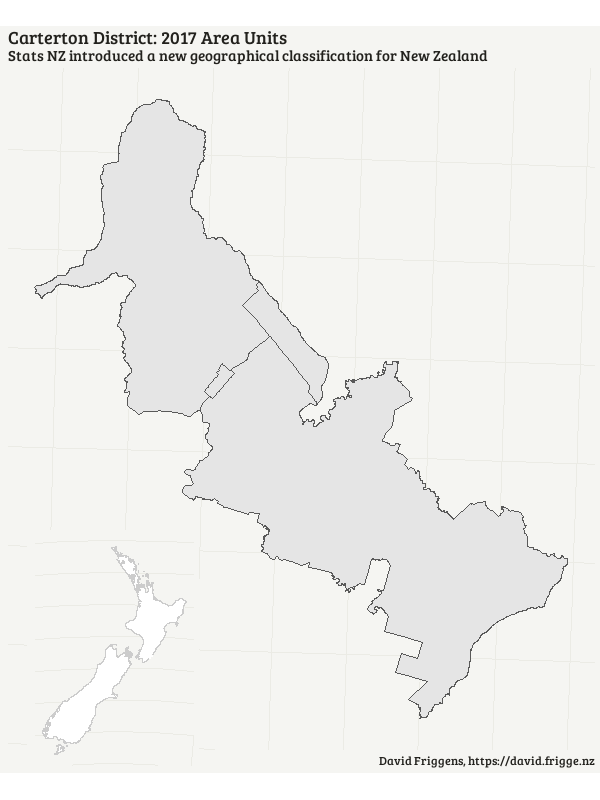 Carterton District: 2017 Area Units
Stats NZ introduced a new geographical classification for New Zealand
David Friggens, https://david.frigge.nz